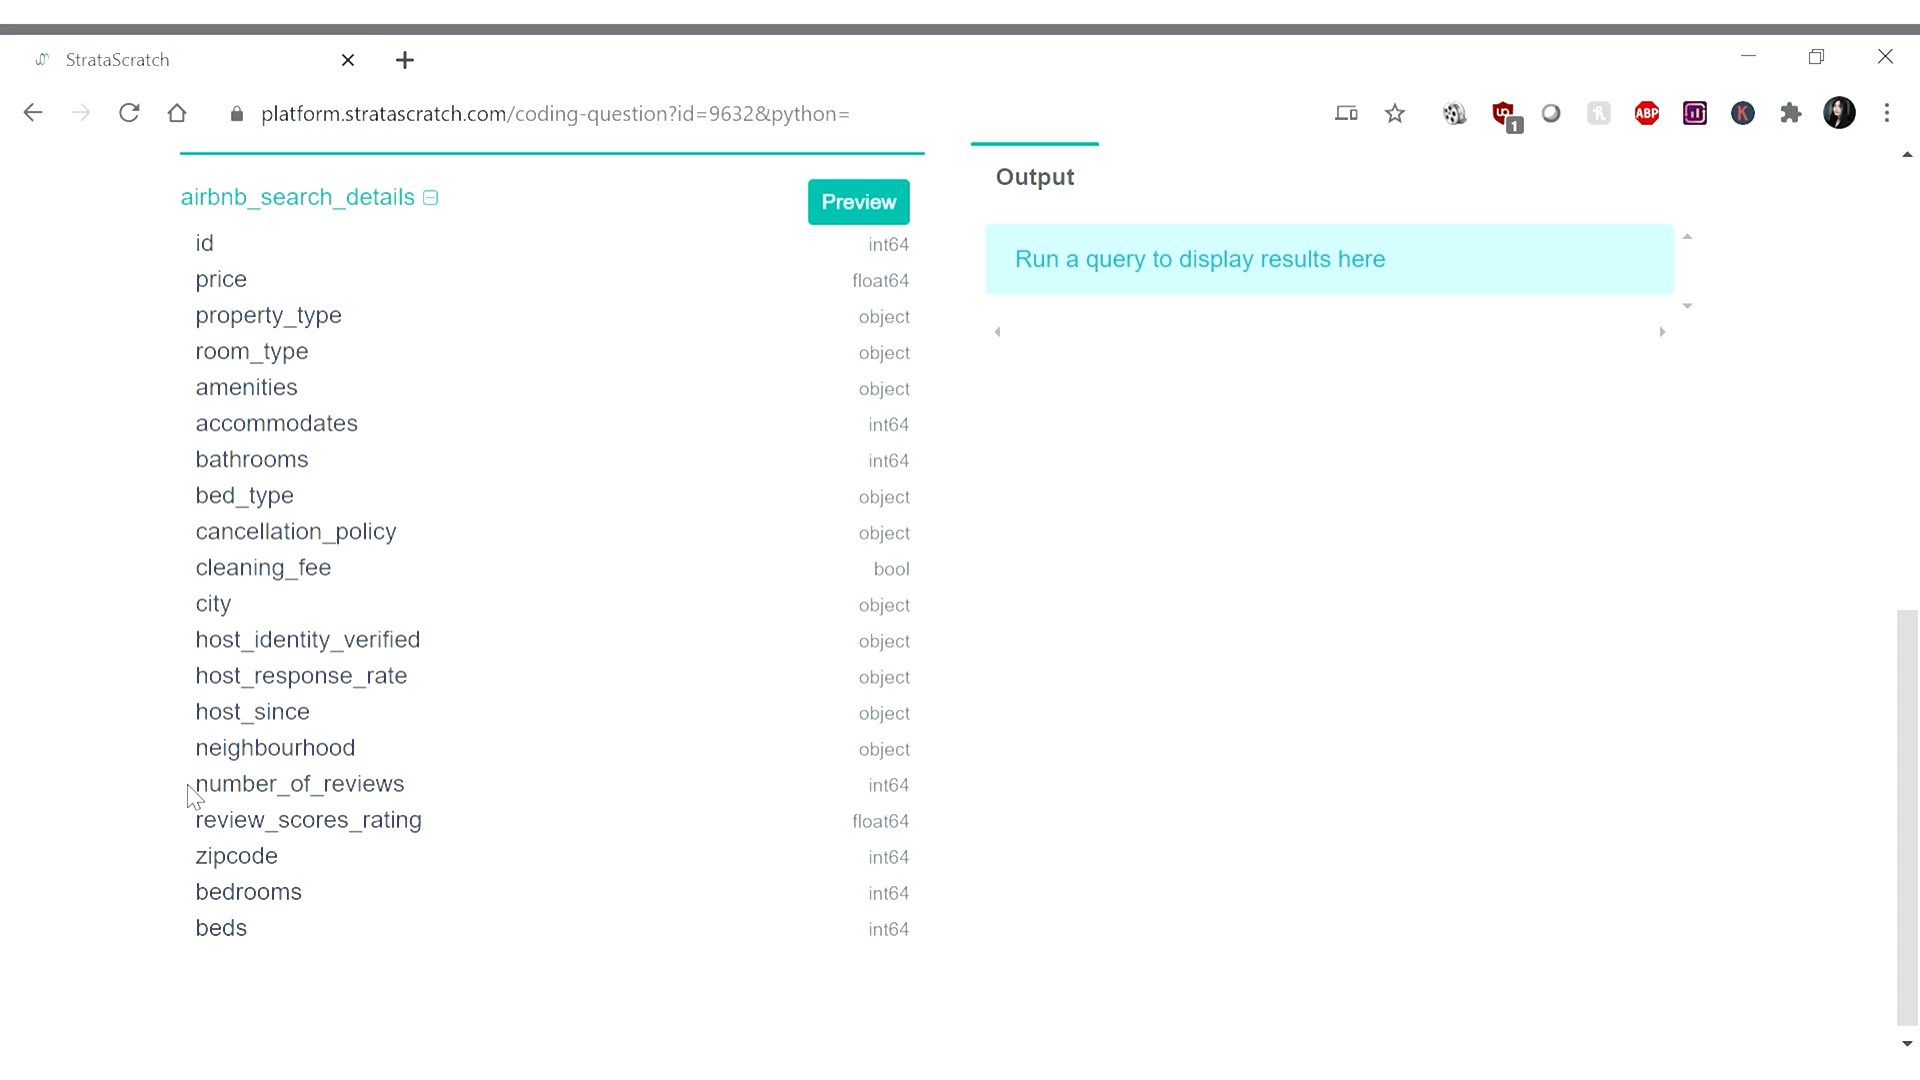 StrataScratch
platform.stratascratch.com/coding-question?id=9632&python=
1
ABP
K
airbnb_search_details
Preview
id int64
price float64
property_type object
room_type object
amenities object
accommodates int64
bathrooms int64
bed_type object
cancellation_policy object
cleaning_fee bool
city object
host_identity_verified object
host_response_rate object
host_since object
neighbourhood object
number_of_reviews int64
review_scores_rating float64
zipcode int64
bedrooms int64
beds int64
Output
Run a query to display results here